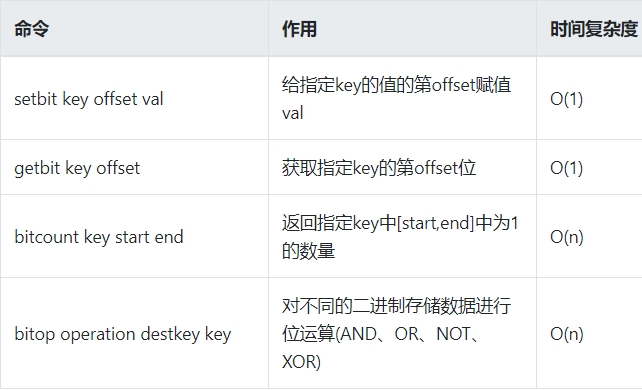 命令 作用 时间复杂度
setbit key offset val 给指定key的值的第offset赋值 O(1)
val
getbit key offset 获取指定key的第offset位 O(1)
bitcount key start end 返回指定key中[start,end]中为1 O(n)
的数量
bitop operation destkey key 对不同的二进制存储数据进行 O(n)
位运算(AND、OR、NOT、
XOR)